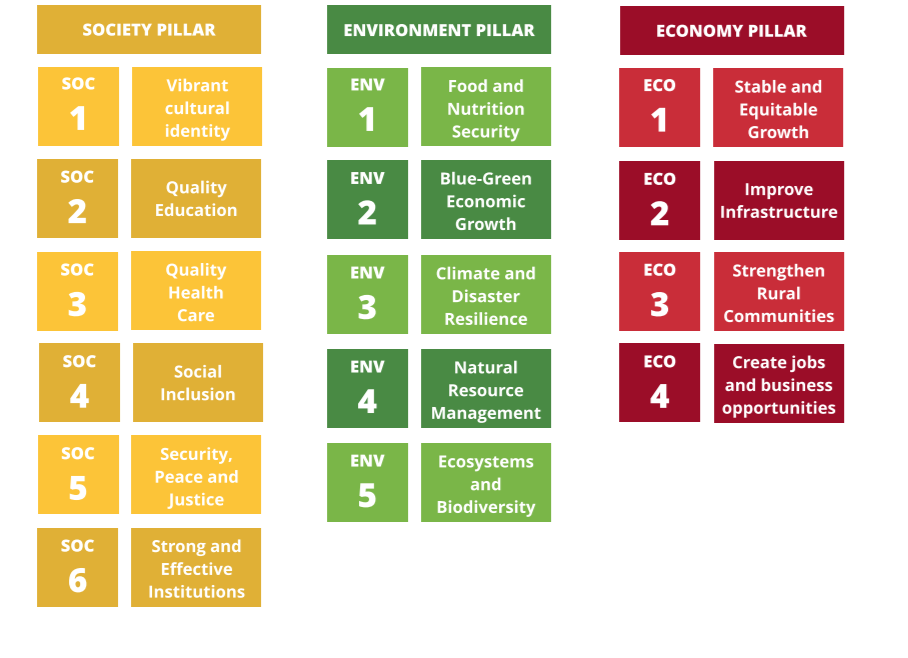 SOCIETY PILLAR
SOC
1
Vibrant
cultural
identity
SOC
2
Quality
Education
SOC
3
Quality
Health
Care
SOC
4
Social
Inclusion
SOC
5
Security,
Peace and
Justice
SOC
6
Strong and
Effective
Institutions
ENVIRONMENT PILLAR
ENV
1
Food and
Nutrition
Security
ENV
2
Blue-Green
Economic
Growth
ENV
3
Climate and
Disaster
Resilience
ENV
4
Natural
Resource
Management
ENV
5
Ecosystems
and
Biodiversity
ECONOMY PILLAR
ECO
1
Stable and
Equitable
Growth
ECO
2
Improve
Infrastructure
ECO
3
Strengthen
Rural
Communities
ECO
4
Create jobs
and business
opportunities